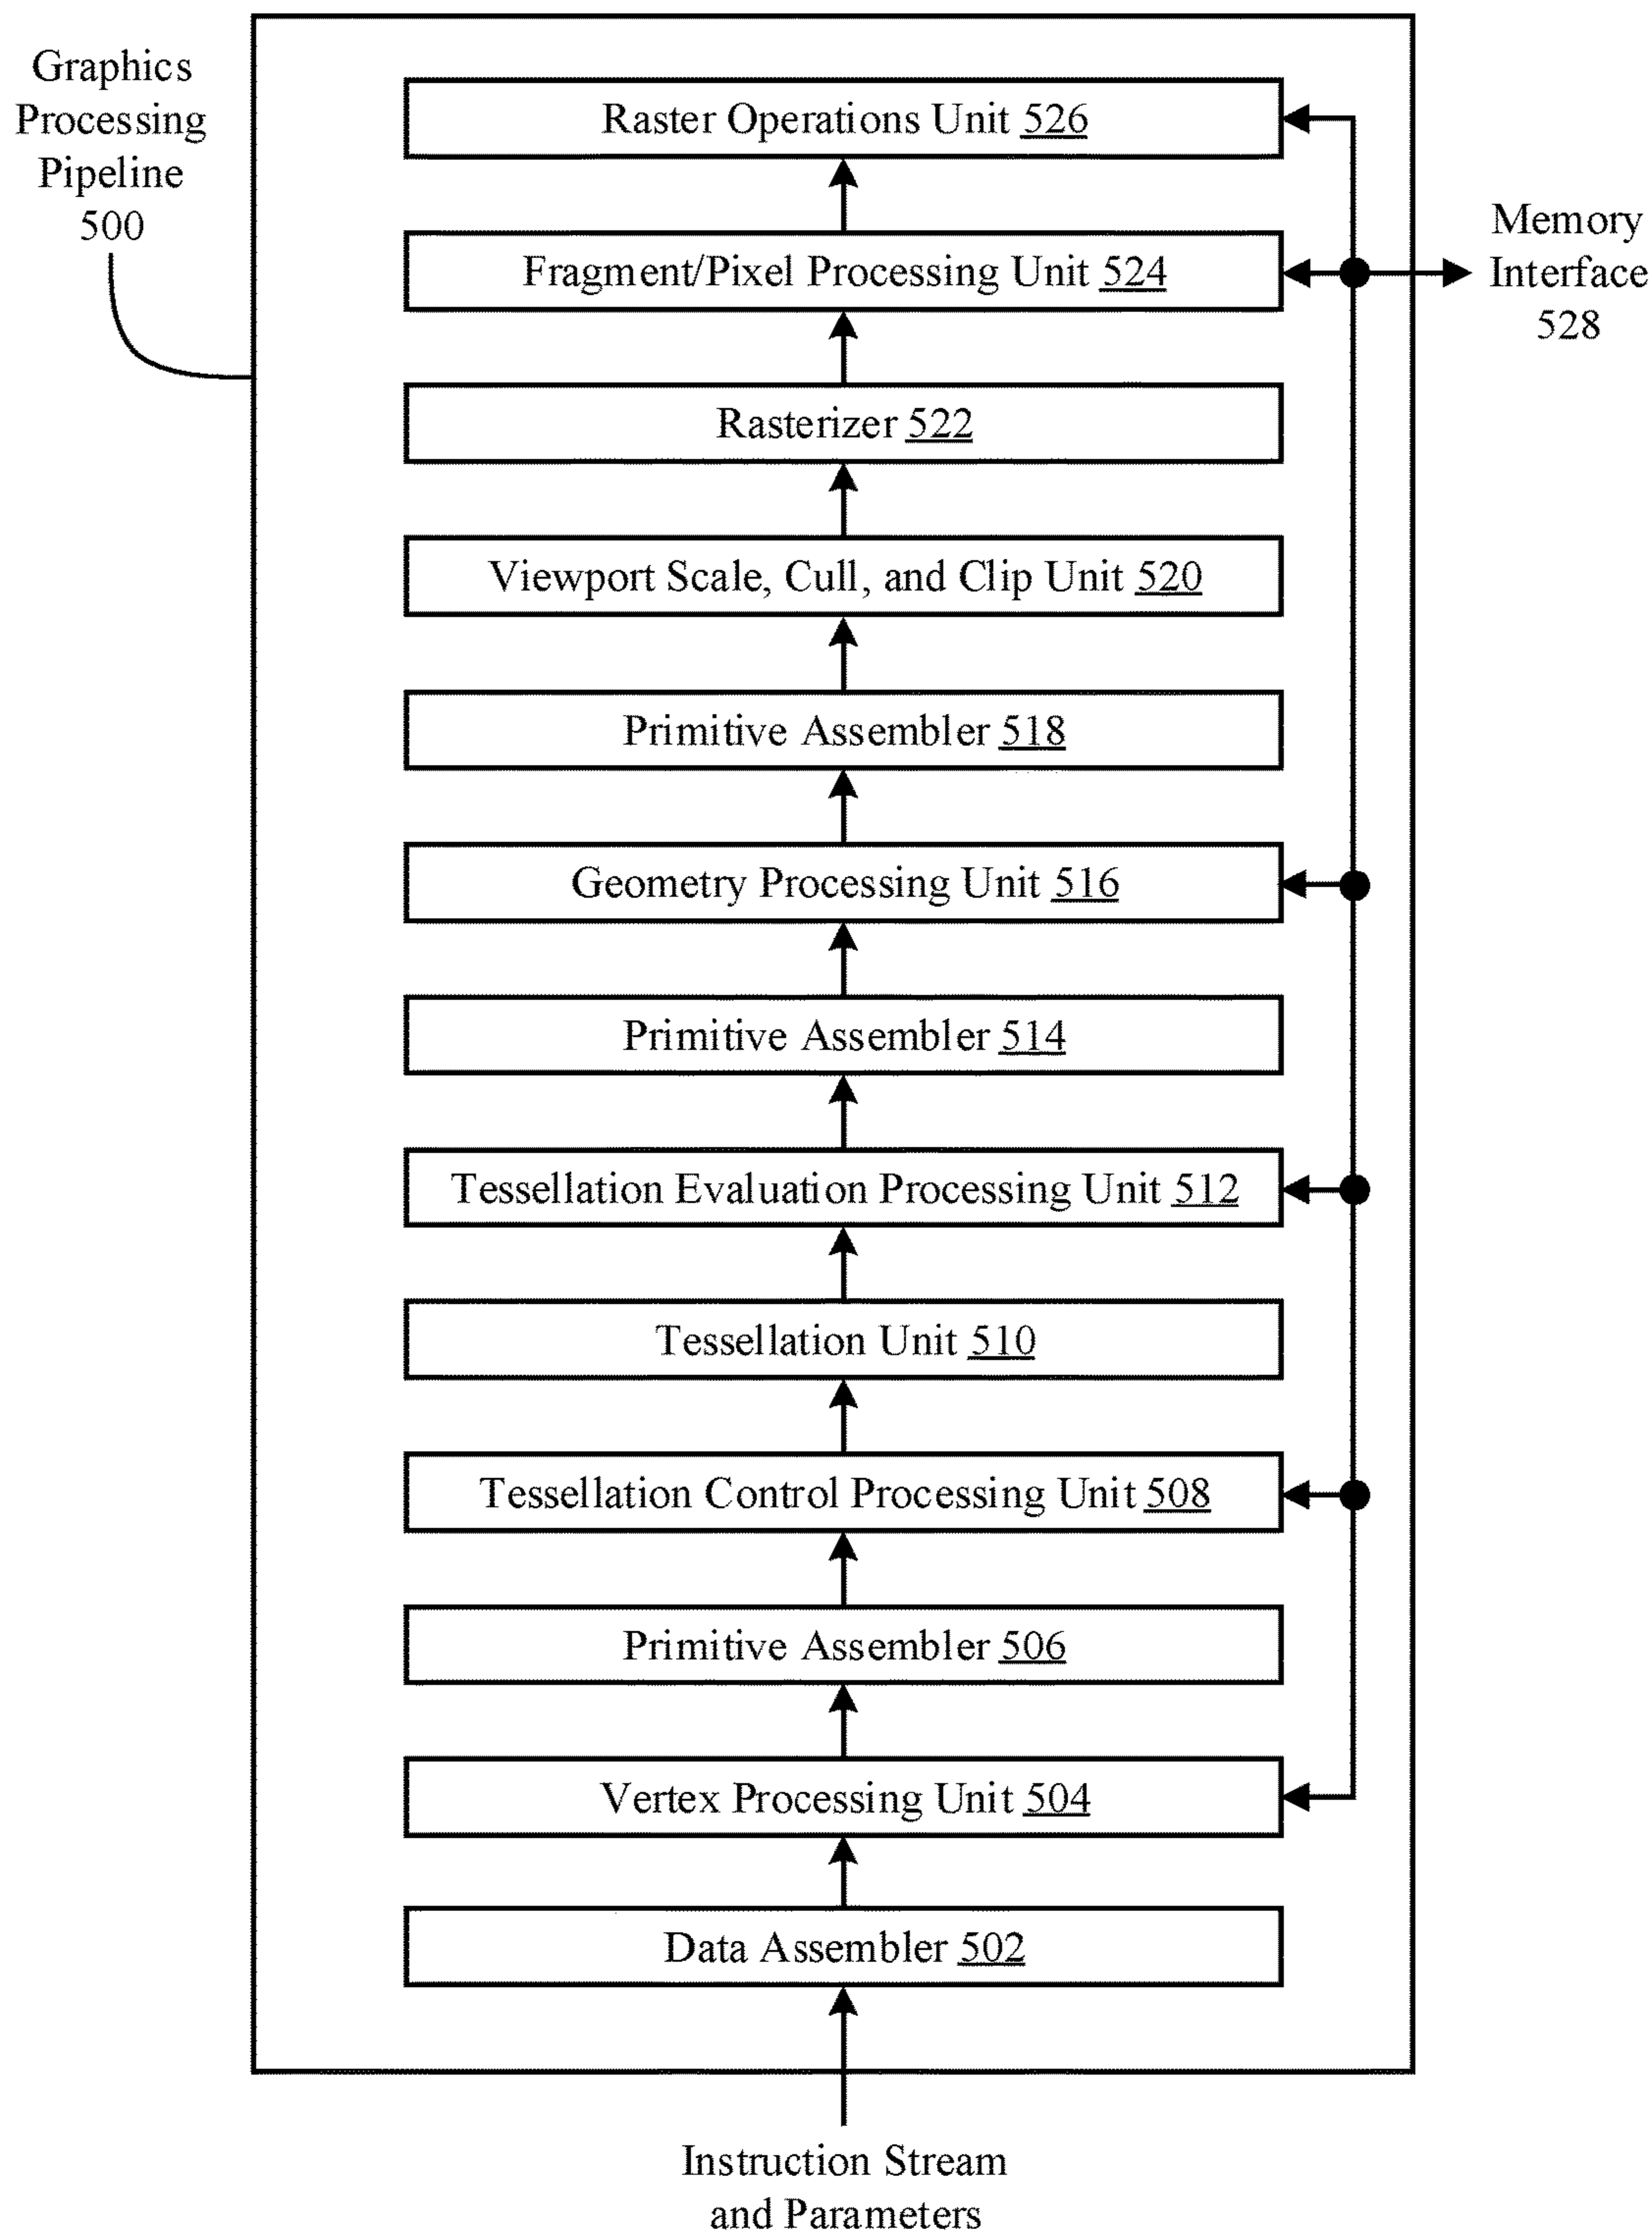 Graphics
Processing
Pipeline
500
Raster Operations Unit 526
Fragment/Pixel Processing Unit 524
Memory
Interface
528
Rasterizer 522
Viewport Scale, Cull, and Clip Unit 520
Primitive Assembler 518
Geometry Processing Unit 516
Primitive Assembler 514
Tessellation Evaluation Processing Unit 512
Tessellation Unit 510
Tessellation Control Processing Unit 508
Primitive Assembler 506
Vertex Processing Unit 504
Data Assembler 502
Instruction Stream
and Parameters